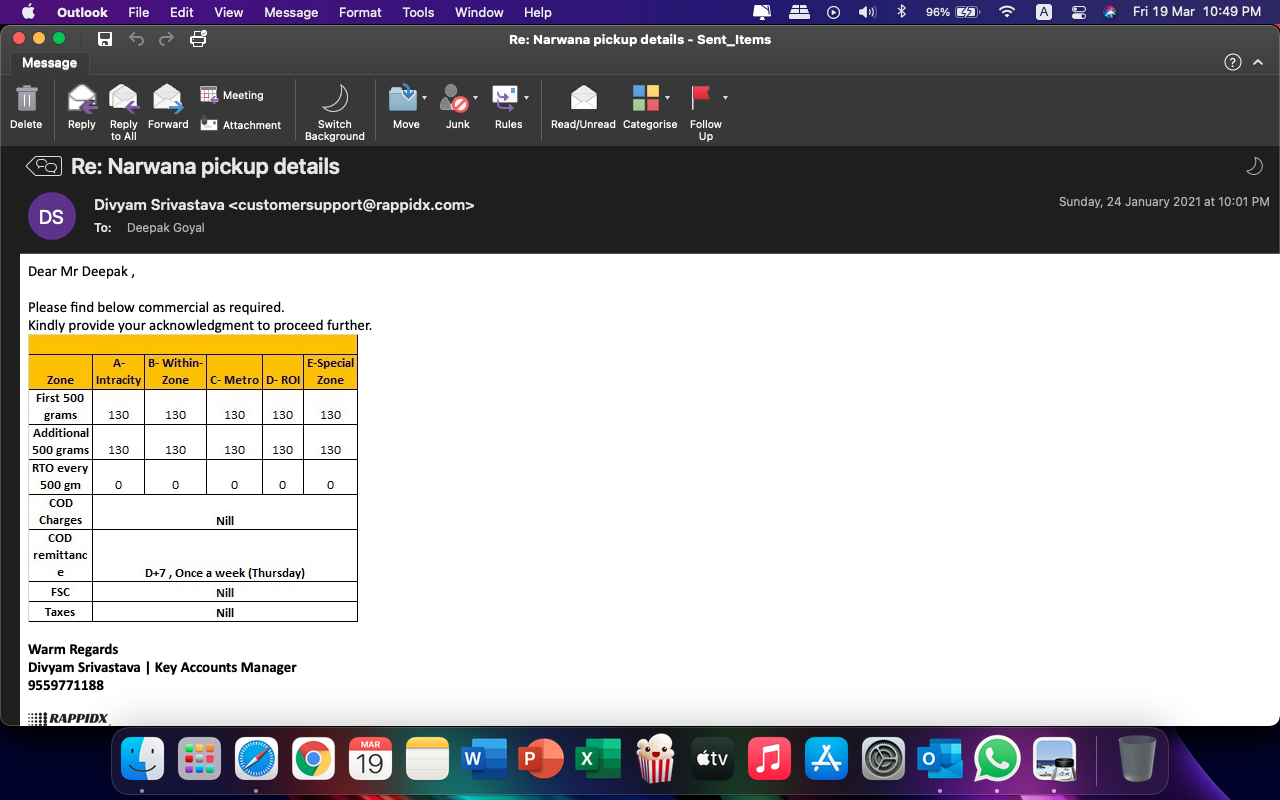 Outlook File Edit View Message Format Tools Window Help 96% A Fri 19 Mar 10:49 PM
Re: Narwana pickup details - Sent_Items
Message ?
Delete Reply Reply to All Forward Meeting Attachment Switch Background Move Junk Rules Read/Unread Categorise Follow Up
Re: Narwana pickup details
DS
Divyam Srivastava <customersupport@rappidx.com>
Sunday, 24 January 2021 at 10:01 PM
To: Deepak Goyal
Dear Mr Deepak ,
Please find below commercial as required.
Kindly provide your acknowledgment to proceed further.
Zone A- Intracity B- Within- Zone C- Metro D- ROI E-Special Zone
First 500 grams 130 130 130 130 130
Additional 500 grams 130 130 130 130 130
RTO every 500 gm 0 0 0 0 0
COD Charges Nill
COD remittanc e D+7 , Once a week (Thursday)
FSC Nill
Taxes Nill
Warm Regards
Divyam Srivastava | Key Accounts Manager
9559771188
RAPPIDX
MAR
19
W P X tv O